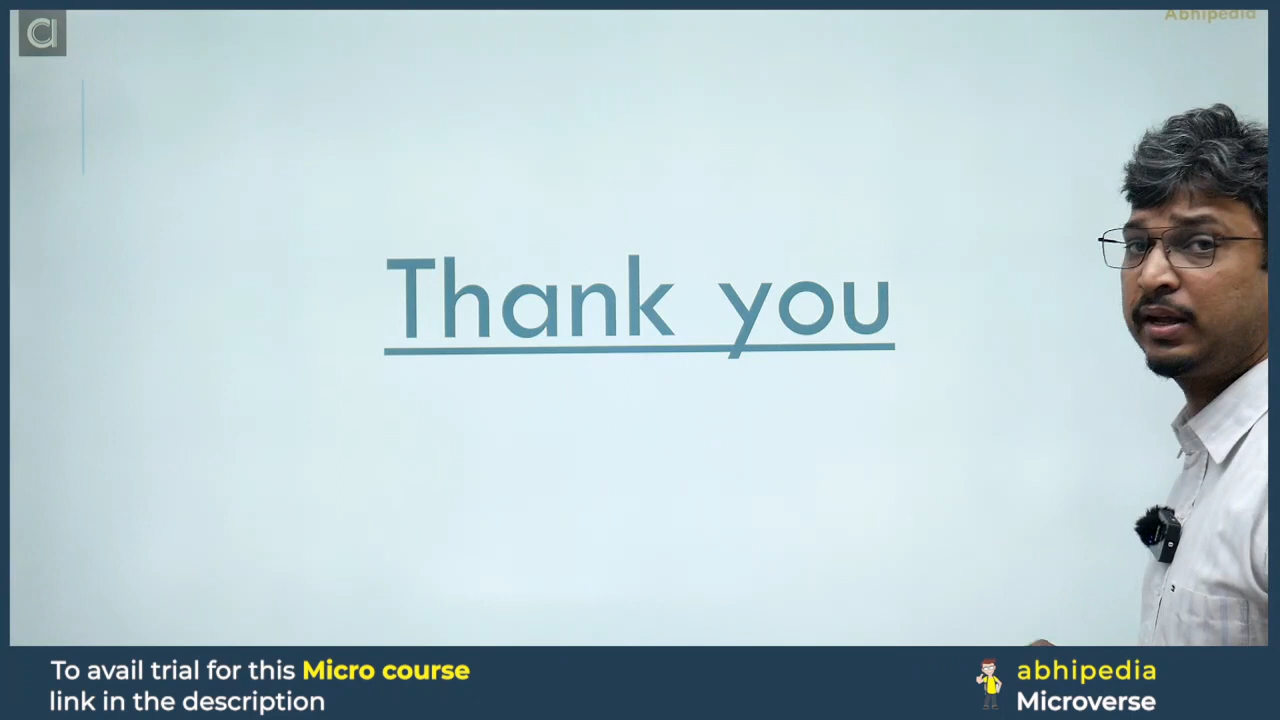 Abhipedia
Thank you
To avail trial for this Micro course
link in the description
abhipedia
Microverse